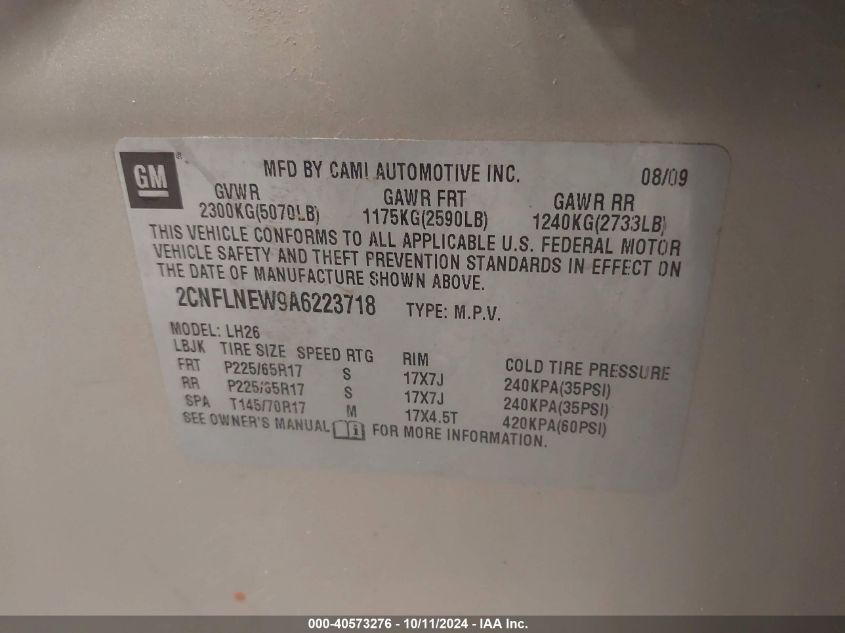 GM ® MFD BY CAMI AUTOMOTIVE INC. 08/09
GVWR GAWR FRT GAWR RR
2300KG(5070LB) 1175KG(2590LB) 1240KG(2733LB)
THIS VEHICLE CONFORMS TO ALL APPLICABLE U.S. FEDERAL MOTOR
VEHICLE SAFETY AND THEFT PREVENTION STANDARDS IN EFFECT ON
THE DATE OF MANUFACTURE SHOWN ABOVE.
2CNFLNEW9A6223718 TYPE: M.P.V.
MODEL: LH26
LBJK TIRE SIZE SPEED RTG RIM COLD TIRE PRESSURE
FRT P225/65R17 S 17X7J 240KPA(35PSI)
RR P225/65R17 S 17X7J 240KPA(35PSI)
SPA T145/70R17 M 17X4.5T 420KPA(60PSI)
SEE OWNER'S MANUAL i FOR MORE INFORMATION.
000-40573276 - 10/11/2024 - IAA Inc.